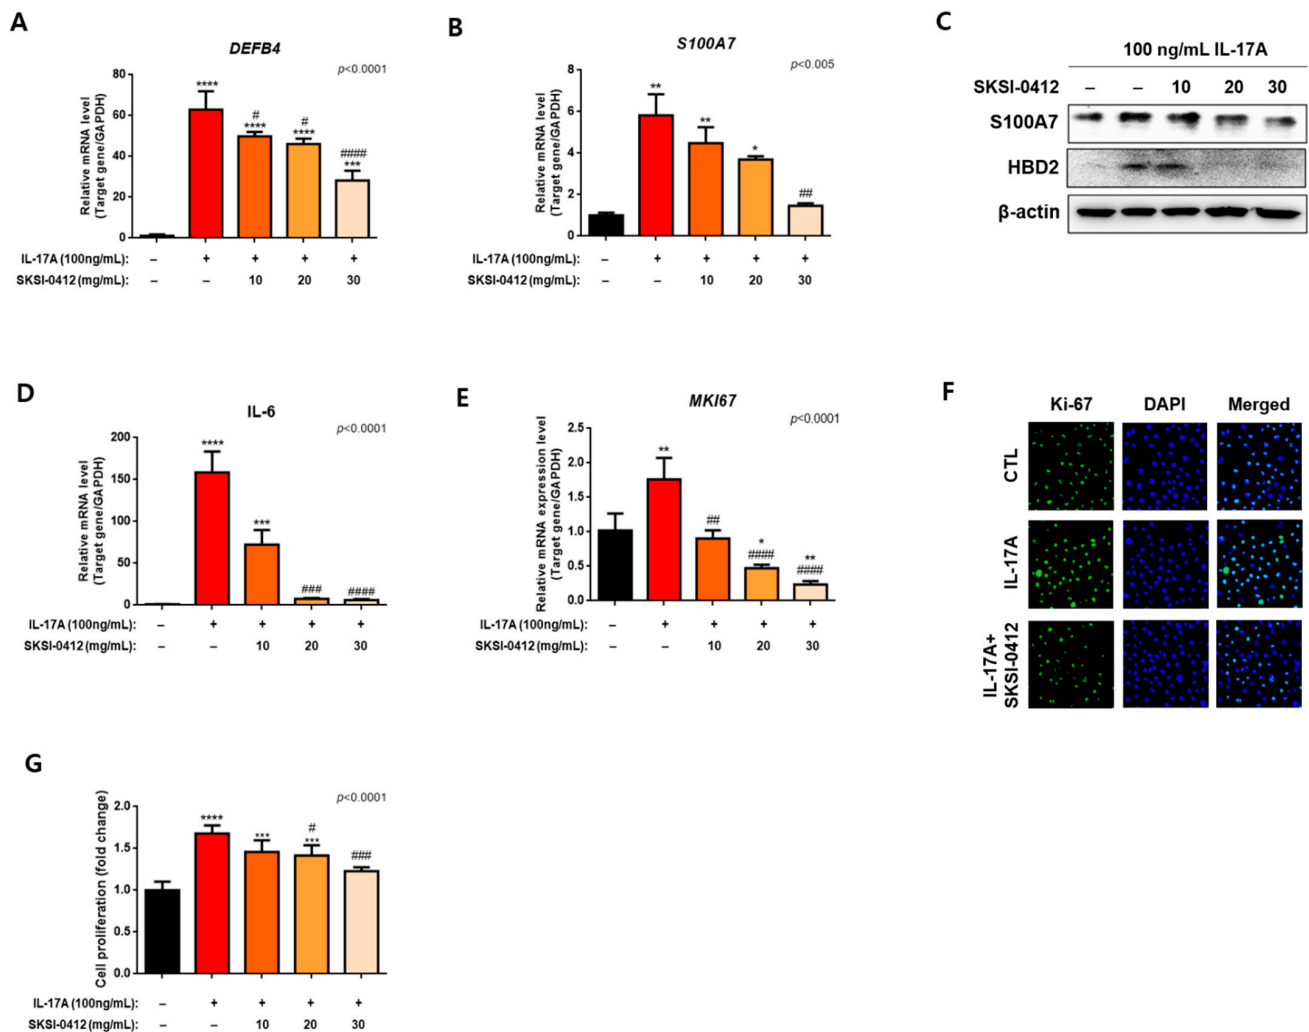 A
DEFB4
p<0.0001
Relative mRNA level
(Target gene/GAPDH)
80
60
40
20
0
****
#
****
#
****
####
***
IL-17A (100ng/mL): – + + + +
SKSI-0412 (mg/mL): – – 10 20 30
B
S100A7
p<0.005
Relative mRNA level
(Target gene/GAPDH)
8
6
4
2
0
**
**
*
##
IL-17A (100ng/mL): – + + + +
SKSI-0412 (mg/mL): – – 10 20 30
C
100 ng/mL IL-17A
SKSI-0412 – – 10 20 30
S100A7
HBD2
β-actin
D
IL-6
p<0.0001
Relative mRNA level
(Target gene/GAPDH)
200
150
100
50
0
****
***
###
####
IL-17A (100ng/mL): – + + + +
SKSI-0412 (mg/mL): – – 10 20 30
E
MKI67
p<0.0001
Relative mRNA expression level
(Target gene/GAPDH)
2.5
2.0
1.5
1.0
0.5
0.0
**
##
*
####
**
####
IL-17A (100ng/mL): – + + + +
SKSI-0412 (mg/mL): – – 10 20 30
F
Ki-67 DAPI Merged
CTL
IL-17A
IL-17A+
SKSI-0412
G
p<0.0001
Cell proliferation (fold change)
2.0
1.5
1.0
0.5
0.0
****
***
#
***
###
IL-17A (100ng/mL): – + + + +
SKSI-0412 (mg/mL): – – 10 20 30